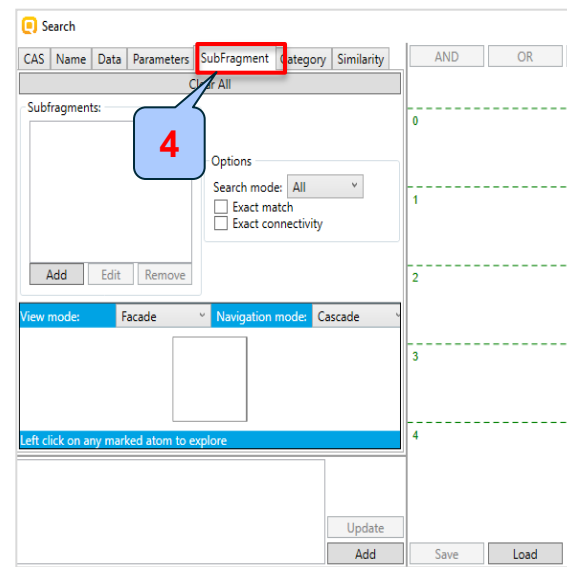 Search
CAS Name Data Parameters SubFragment Category Similarity
AND OR
Clear All
Subfragments:
4
Options
Search mode: All
Exact match
Exact connectivity
Add Edit Remove
View mode: Facade Navigation mode: Cascade
Left click on any marked atom to explore
Update
Add
0
1
2
3
4
Save Load